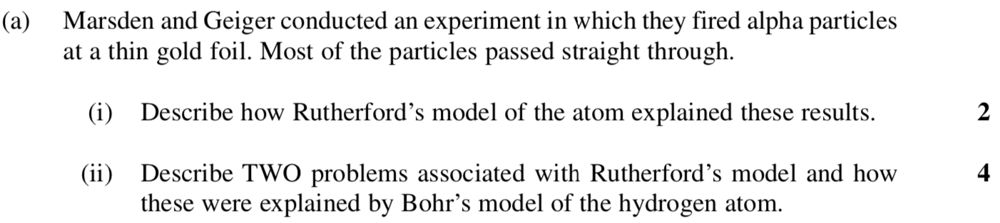 (a) Marsden and Geiger conducted an experiment in which they fired alpha particles
at a thin gold foil. Most of the particles passed straight through.
(i) Describe how Rutherford’s model of the atom explained these results. 2
(ii) Describe TWO problems associated with Rutherford’s model and how 4
these were explained by Bohr’s model of the hydrogen atom.